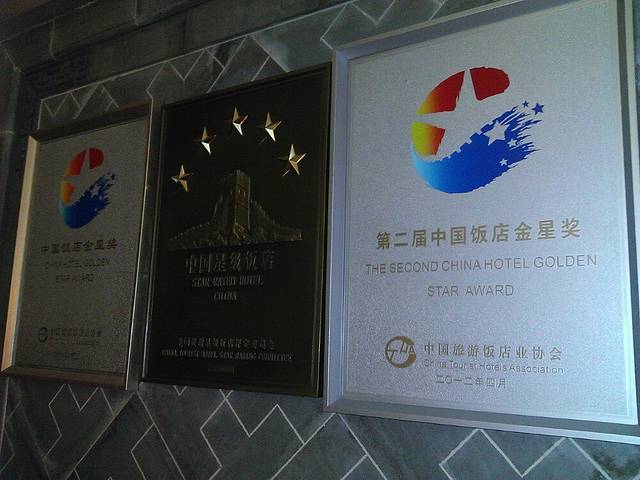 中国饭店金星奖
CHINA HOTEL GOLDEN
STAR AWARD
中国星级饭店
STAR-RATED HOTEL
CHINA
第二届中国饭店金星奖
THE SECOND CHINA HOTEL GOLDEN
STAR AWARD
CTHA
中国旅游饭店业协会
China Tourist Hotels Association
二〇一二年四月